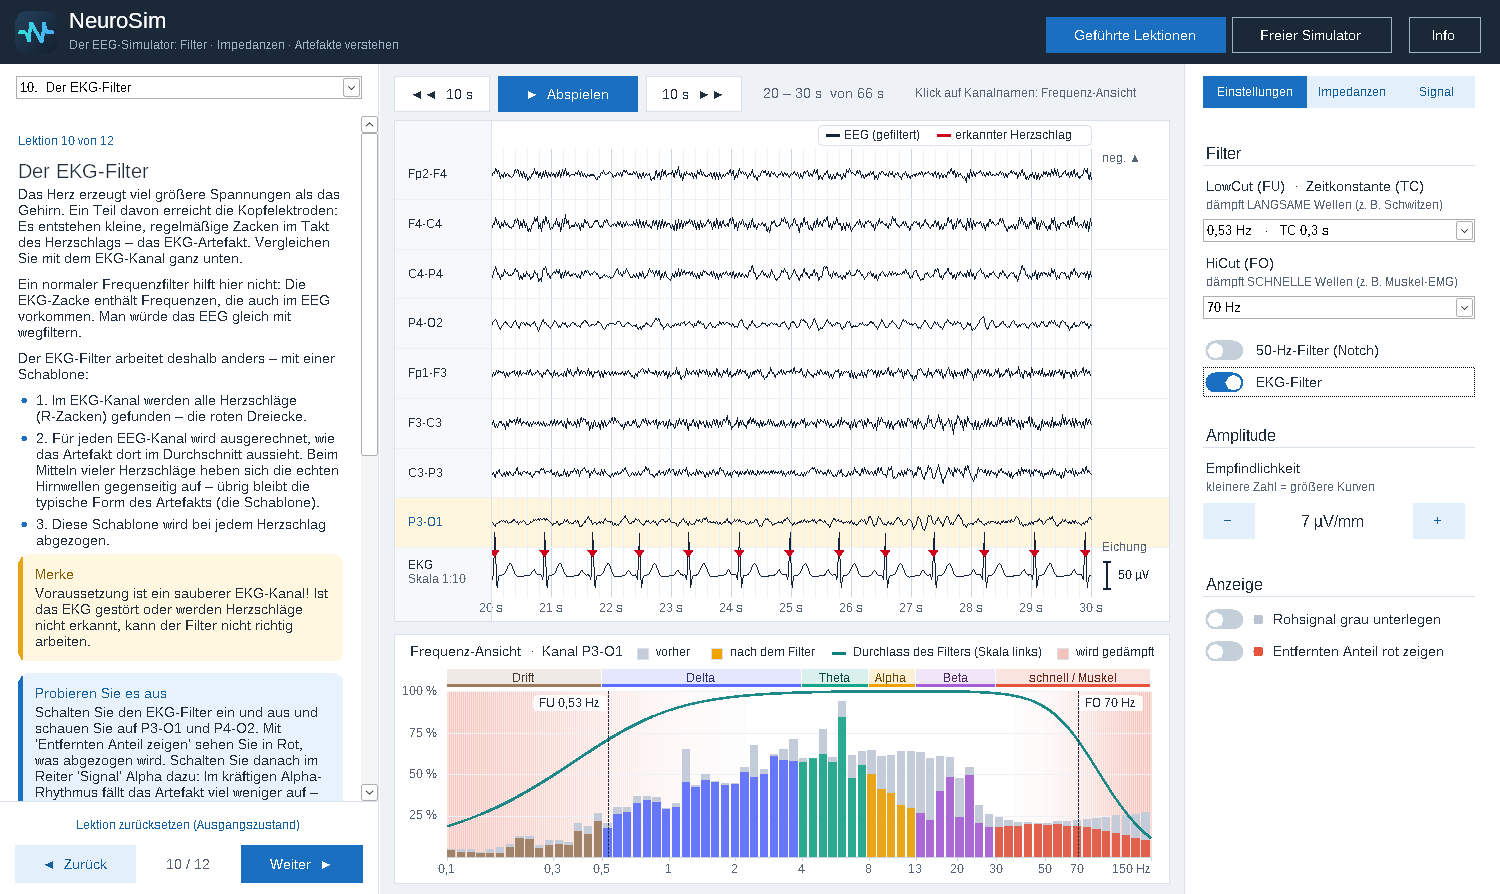 NeuroSim
Der EEG-Simulator: Filter · Impedanzen · Artefakte verstehen
Geführte Lektionen
Freier Simulator
Info
10. Der EKG-Filter
Lektion 10 von 12
Der EKG-Filter
Das Herz erzeugt viel größere Spannungen als das
Gehirn. Ein Teil davon erreicht die Kopfelektroden:
Es entstehen kleine, regelmäßige Zacken im Takt
des Herzschlags – das EKG-Artefakt. Vergleichen
Sie mit dem EKG-Kanal ganz unten.
Ein normaler Frequenzfilter hilft hier nicht: Die
EKG-Zacke enthält Frequenzen, die auch im EEG
vorkommen. Man würde das EEG gleich mit
wegfiltern.
Der EKG-Filter arbeitet deshalb anders – mit einer
Schablone:
• 1. Im EKG-Kanal werden alle Herzschläge
(R-Zacken) gefunden – die roten Dreiecke.
• 2. Für jeden EEG-Kanal wird ausgerechnet, wie
das Artefakt dort im Durchschnitt aussieht. Beim
Mitteln vieler Herzschläge heben sich die echten
Hirnwellen gegenseitig auf – übrig bleibt die
typische Form des Artefakts (die Schablone).
• 3. Diese Schablone wird bei jedem Herzschlag
abgezogen.
Merke
Voraussetzung ist ein sauberer EKG-Kanal! Ist
das EKG gestört oder werden Herzschläge
nicht erkannt, kann der Filter nicht richtig
arbeiten.
Probieren Sie es aus
Schalten Sie den EKG-Filter ein und aus und
schauen Sie auf P3-O1 und P4-O2. Mit
'Entfernten Anteil zeigen' sehen Sie in Rot,
was abgezogen wird. Schalten Sie danach im
Reiter 'Signal' Alpha dazu: Im kräftigen Alpha-
Rhythmus fällt das Artefakt viel weniger auf –
Lektion zurücksetzen (Ausgangszustand)
◄ Zurück
10 / 12
Weiter ►
◄◄ 10 s
► Abspielen
10 s ►►
20 – 30 s von 66 s
Klick auf Kanalnamen: Frequenz-Ansicht
EEG (gefiltert)
erkannter Herzschlag
neg. ▲
Fp2-F4
F4-C4
C4-P4
P4-O2
Fp1-F3
F3-C3
C3-P3
P3-O1
EKG
Skala 1:10
Eichung
50 µV
20 s 21 s 22 s 23 s 24 s 25 s 26 s 27 s 28 s 29 s 30 s
Frequenz-Ansicht · Kanal P3-O1
vorher
nach dem Filter
Durchlass des Filters (Skala links)
wird gedämpft
Drift Delta Theta Alpha Beta schnell / Muskel
FU 0,53 Hz
FO 70 Hz
100 %
75 %
50 %
25 %
0,1 0,3 0,5 1 2 4 8 13 20 30 50 70 150 Hz
Einstellungen
Impedanzen
Signal
Filter
LowCut (FU) · Zeitkonstante (TC)
dämpft LANGSAME Wellen (z. B. Schwitzen)
0,53 Hz · TC 0,3 s
HiCut (FO)
dämpft SCHNELLE Wellen (z. B. Muskel-EMG)
70 Hz
50-Hz-Filter (Notch)
EKG-Filter
Amplitude
Empfindlichkeit
kleinere Zahl = größere Kurven
−
7 µV/mm
+
Anzeige
Rohsignal grau unterlegen
Entfernten Anteil rot zeigen